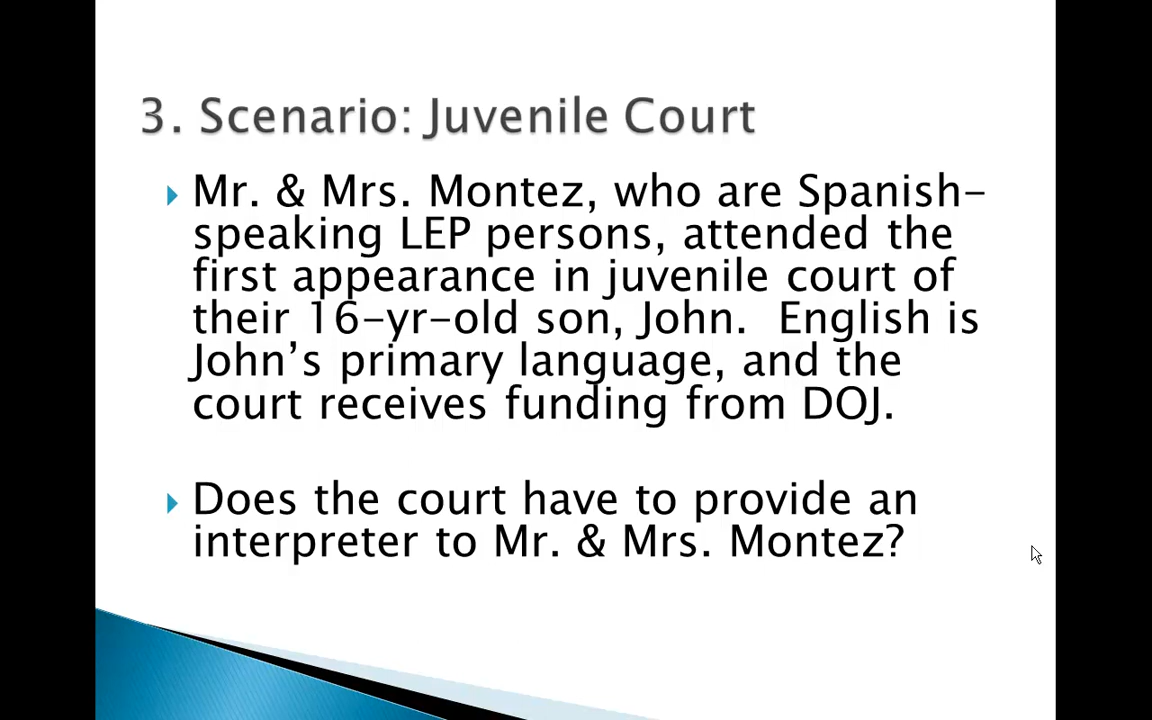 3. Scenario: Juvenile Court
Mr. & Mrs. Montez, who are Spanish-
speaking LEP persons, attended the
first appearance in juvenile court of
their 16-yr-old son, John.  English is
John’s primary language, and the
court receives funding from DOJ.
Does the court have to provide an
interpreter to Mr. & Mrs. Montez?